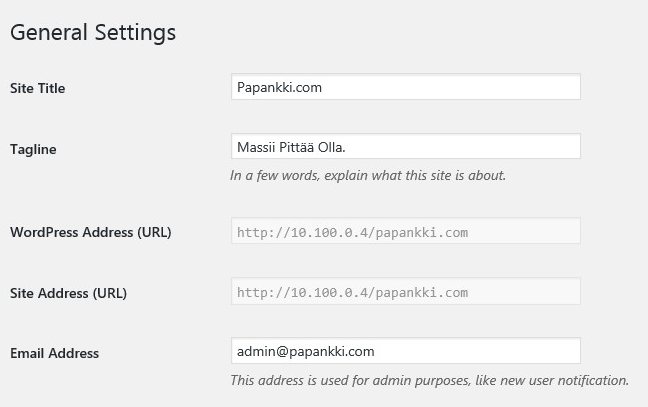 General Settings
Site Title
Papankki.com
Tagline
Massii Pittää Olla.
In a few words, explain what this site is about.
WordPress Address (URL)
http://10.100.0.4/papankki.com
Site Address (URL)
http://10.100.0.4/papankki.com
Email Address
admin@papankki.com
This address is used for admin purposes, like new user notification.